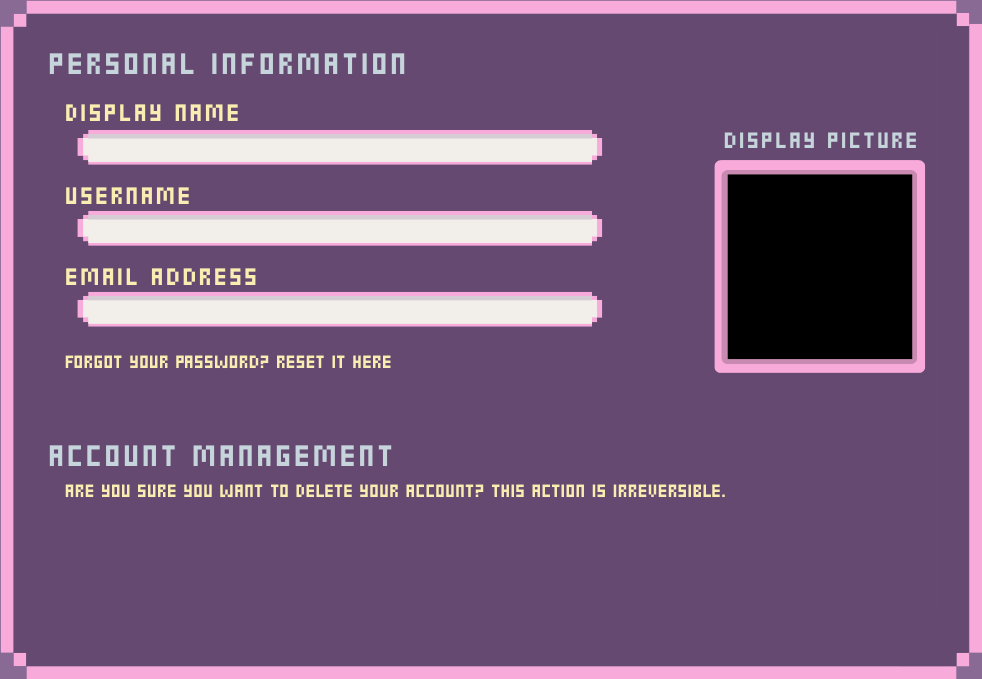 PERSONAL INFORMATION
DISPLAY NAME
DISPLAY PICTURE
USERNAME
EMAIL ADDRESS
FORGOT YOUR PASSWORD? RESET IT HERE
ACCOUNT MANAGEMENT
ARE YOU SURE YOU WANT TO DELETE YOUR ACCOUNT? THIS ACTION IS IRREVERSIBLE.